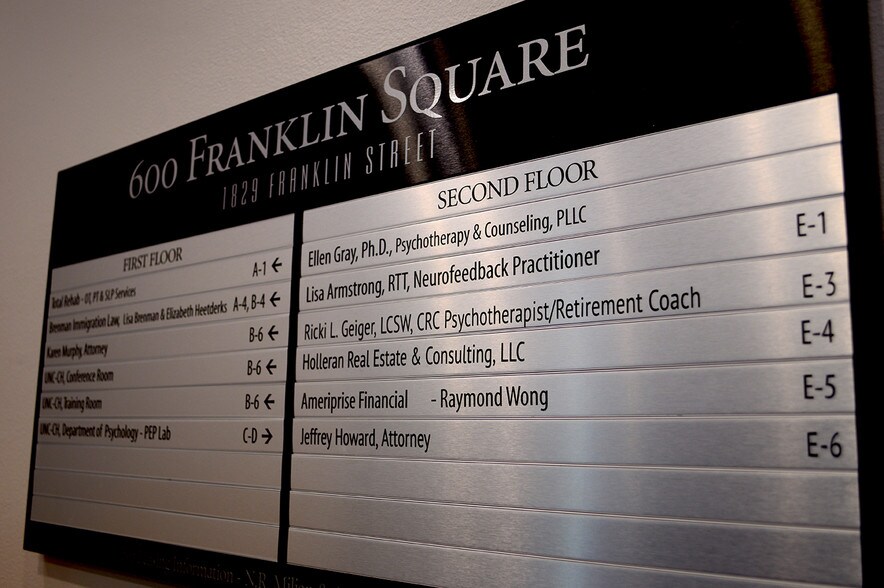 600 FRANKLIN SQUARE
1829 FRANKLIN STREET
FIRST FLOOR
Total Rehab - OT, PT & SLP Services A-1 ←
Brenman Immigration Law, Lisa Brenman & Elizabeth Heetderks A-4, B-4 ←
Karen Murphy, Attorney B-6 ←
UNC-CH, Conference Room B-6 ←
UNC-CH, Training Room B-6 ←
UNC-CH, Department of Psychology - PEP Lab C-D →
SECOND FLOOR
Ellen Gray, Ph.D., Psychotherapy & Counseling, PLLC E-1
Lisa Armstrong, RTT, Neurofeedback Practitioner
Ricki L. Geiger, LCSW, CRC Psychotherapist/Retirement Coach E-3
Holleran Real Estate & Consulting, LLC E-4
Ameriprise Financial - Raymond Wong E-5
Jeffrey Howard, Attorney E-6
Information - N.R.